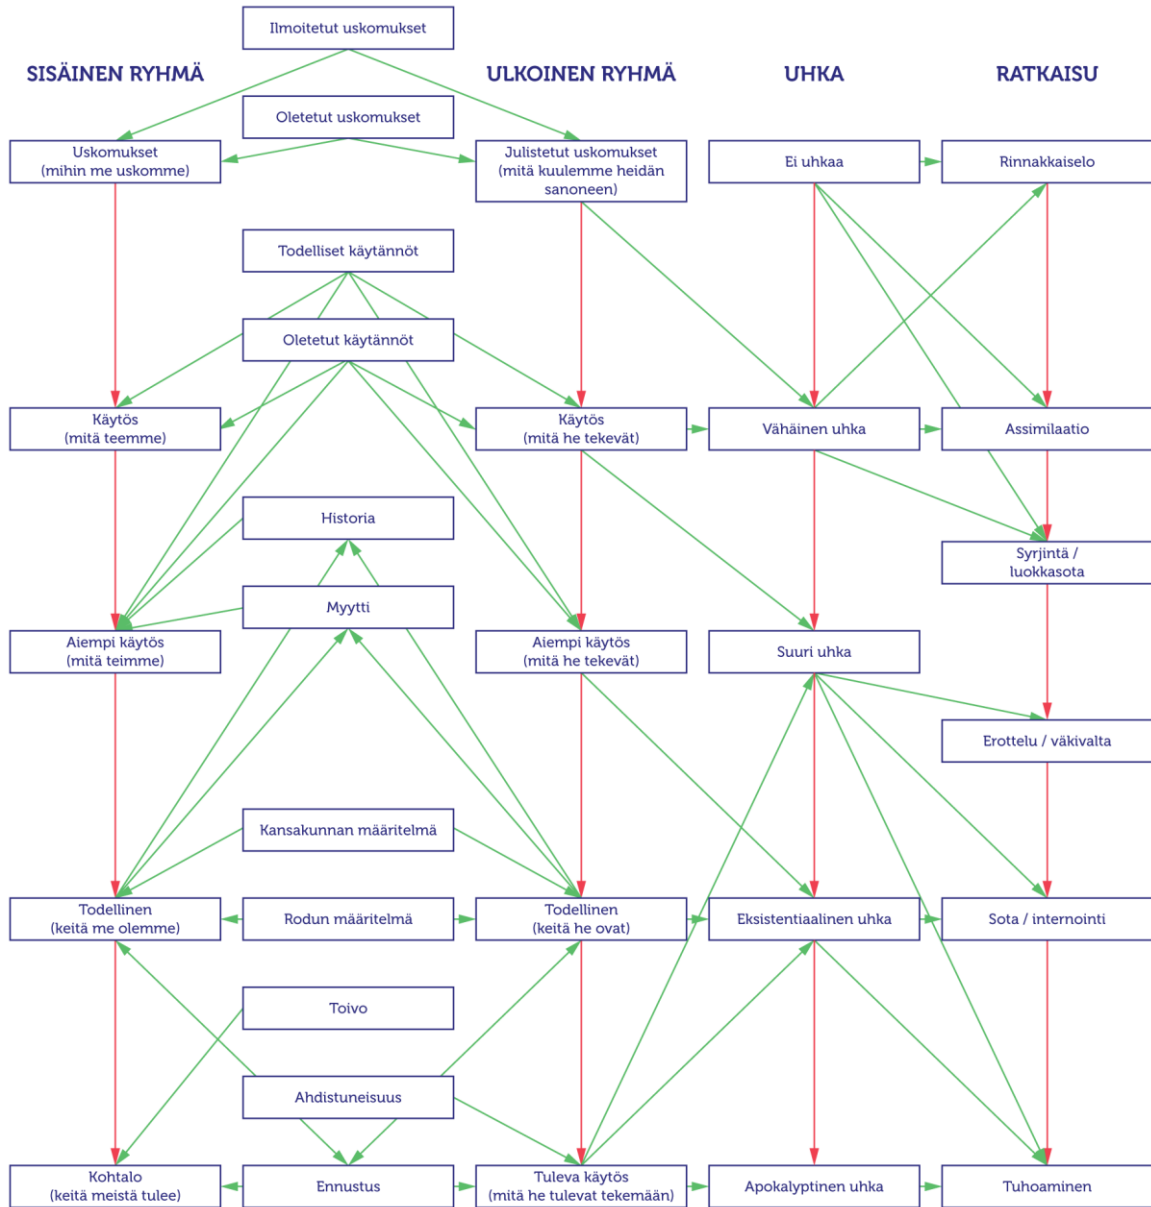 Ilmoitetut uskomukset
SISÄINEN RYHMÄ
ULKOINEN RYHMÄ
UHKA
RATKAISU
Oletetut uskomukset
Uskomukset
(mihin me uskomme)
Julistetut uskomukset
(mitä kuulemme heidän
sanoneen)
Ei uhkaa
Rinnakkaiselo
Todelliset käytännöt
Oletetut käytännöt
Käytös
(mitä teemme)
Käytös
(mitä he tekevät)
Vähäinen uhka
Assimilaatio
Historia
Syrjintä /
luokkasota
Myytti
Aiempi käytös
(mitä teimme)
Aiempi käytös
(mitä he tekevät)
Suuri uhka
Erottelu / väkivalta
Kansakunnan määritelmä
Todellinen
(keitä me olemme)
Rodun määritelmä
Todellinen
(keitä he ovat)
Eksistentiaalinen uhka
Sota / internointi
Toivo
Ahdistuneisuus
Kohtalo
(keitä meistä tulee)
Ennustus
Tuleva käytös
(mitä he tulevat tekemään)
Apokalyptinen uhka
Tuhoaminen